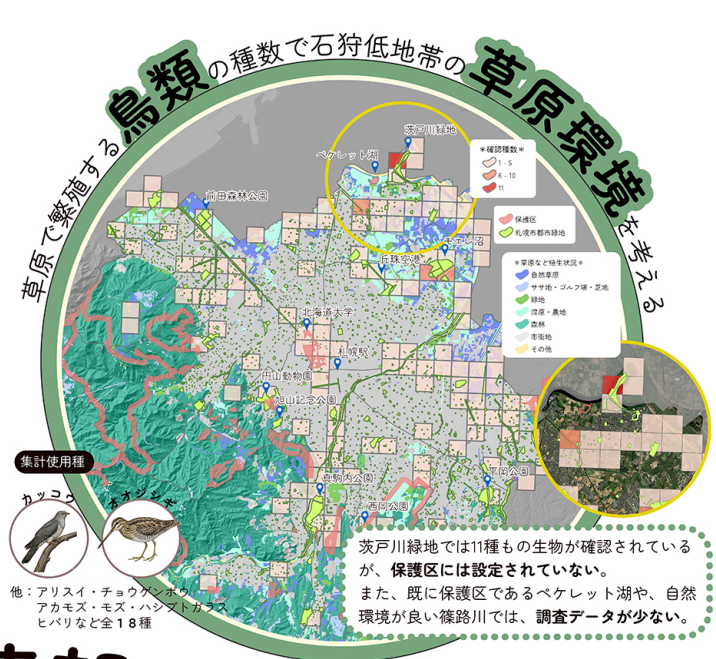 草原で繁殖する鳥類の種数で石狩低地帯の草原環境を考える
茨戸川緑地
ペケレット湖
前田森林公園
モエレ沼
丘珠空港
北海道大学
札幌駅
円山動物園
旭山記念公園
真駒内公園
西岡公園
平岡公園
＊確認種数＊
1 - 5
6 - 10
11
保護区
札幌市都市緑地
＊草原など植生状況＊
自然草原
ササ地・ゴルフ場・芝地
緑地
湿原・農地
森林
市街地
その他
集計使用種
カッコウ
オオジシギ
他：アリスイ・チョウゲンボウ
アカモズ・モズ・ハシブトガラス
ヒバリなど全１８種
茨戸川緑地では11種もの生物が確認されている
が、保護区には設定されていない。
また、既に保護区であるペケレット湖や、自然
環境が良い篠路川では、調査データが少ない。